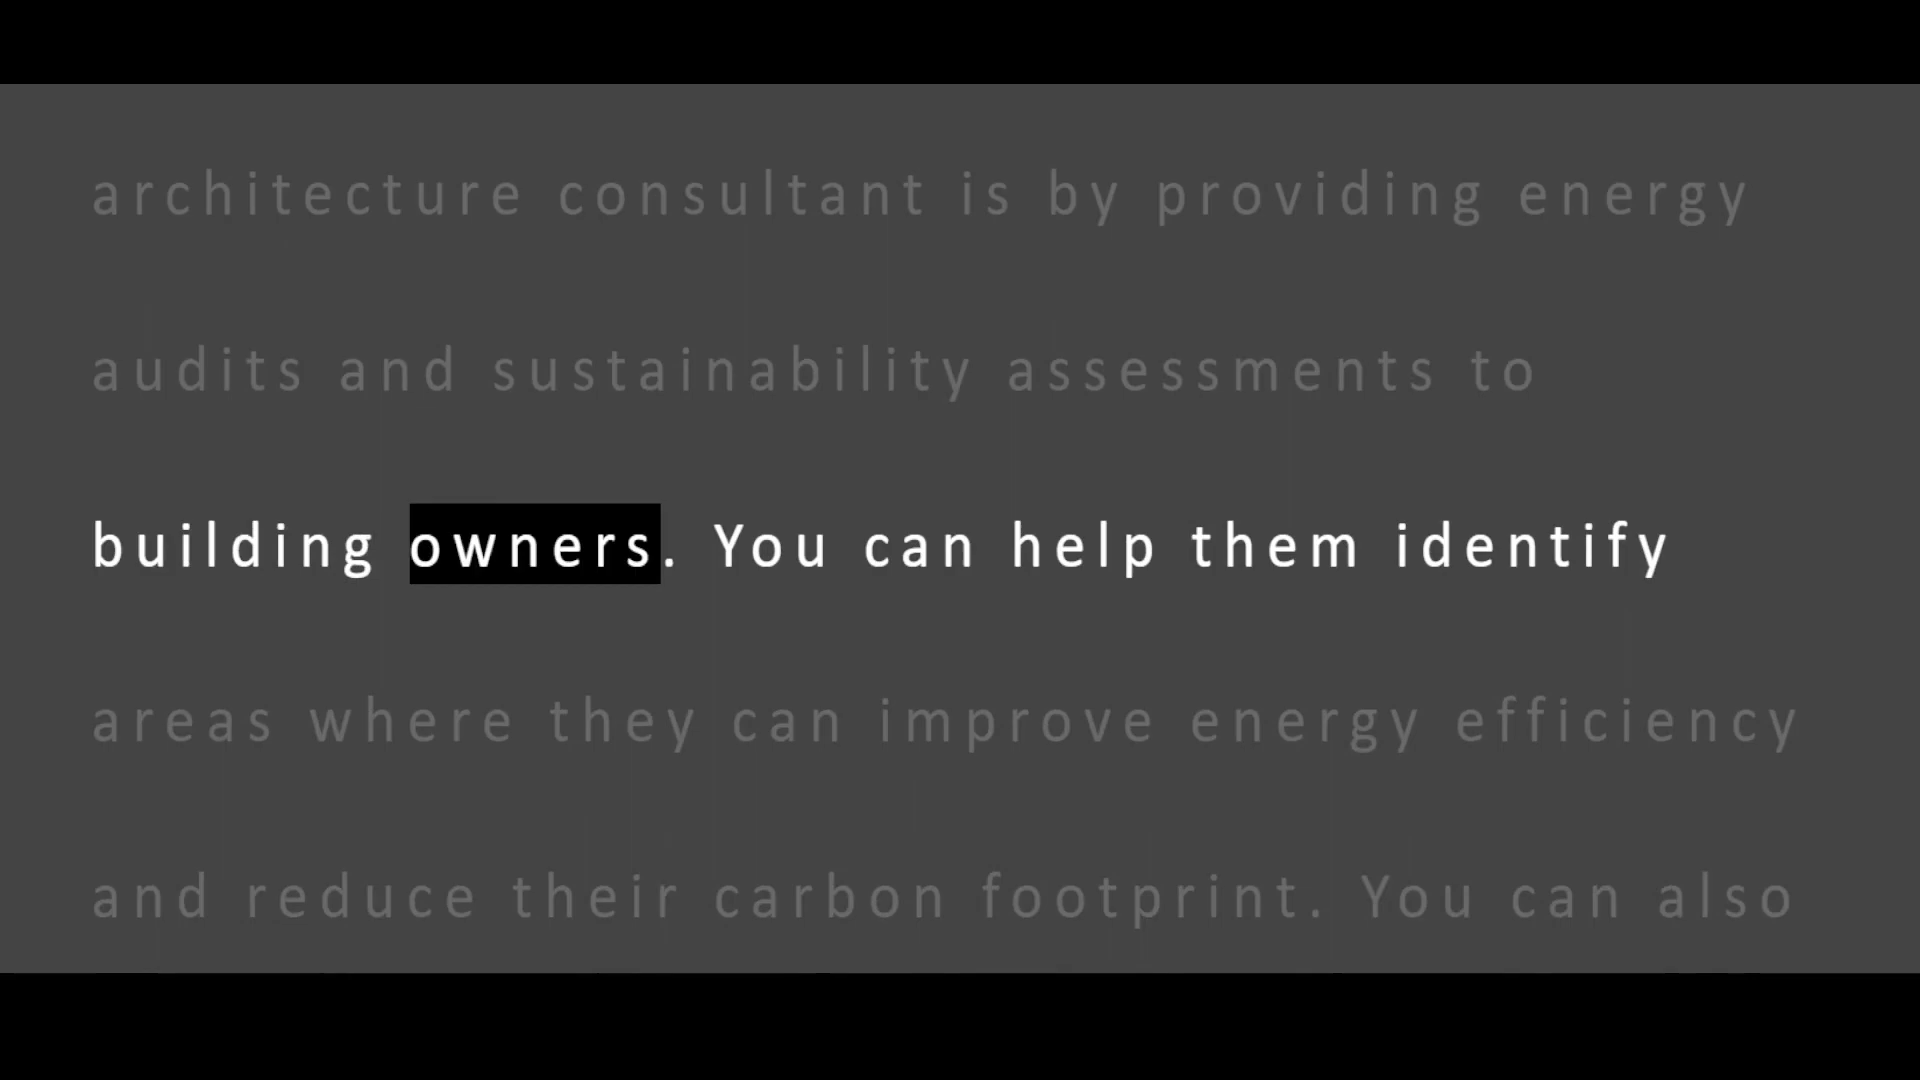 architecture consultant is by providing energy
audits and sustainability assessments to
building owners. You can help them identify
areas where they can improve energy efficiency
and reduce their carbon footprint. You can also